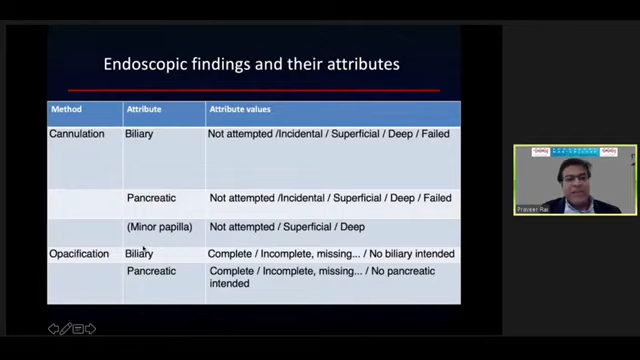 Endoscopic findings and their attributes
Method Attribute Attribute values
Cannulation Biliary Not attempted /Incidental / Superficial / Deep / Failed
Pancreatic Not attempted /Incidental / Superficial / Deep / Failed
(Minor papilla) Not attempted / Superficial / Deep
Opacification Biliary Complete / Incomplete, missing... / No biliary intended
Pancreatic Complete / Incomplete, missing... / No pancreatic
intended
Praveer Rai